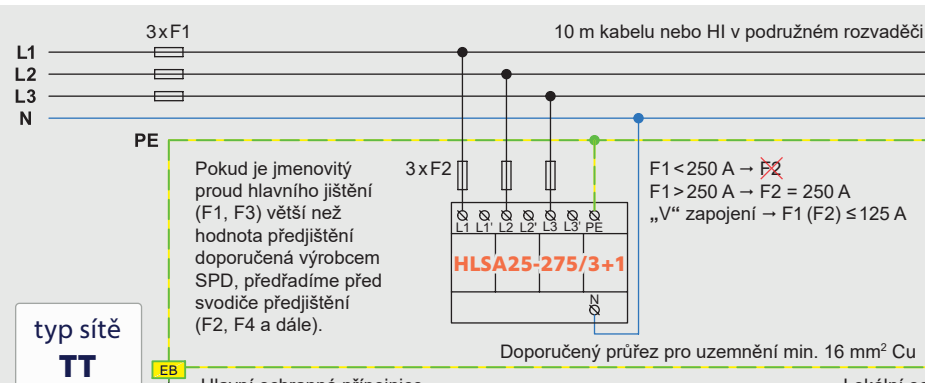 3xF1
10 m kabelu nebo HI v podružném rozvaděči
L1
L2
L3
N
PE
Pokud je jmenovitý
proud hlavního jištění
(F1, F3) větší než
hodnota předjištění
doporučená výrobcem
SPD, předřadíme před
svodiče předjištění
(F2, F4 a dále).
3xF2
F1<250 A → F2
F1>250 A → F2 = 250 A
„V“ zapojení → F1 (F2) ≤ 125 A
L1 L1' L2 L2' L3 L3' PE
HLSA25-275/3+1
N
typ sítě
TT
Doporučený průřez pro uzemnění min. 16 mm² Cu
EB
Hlavní ochranná přípojnice